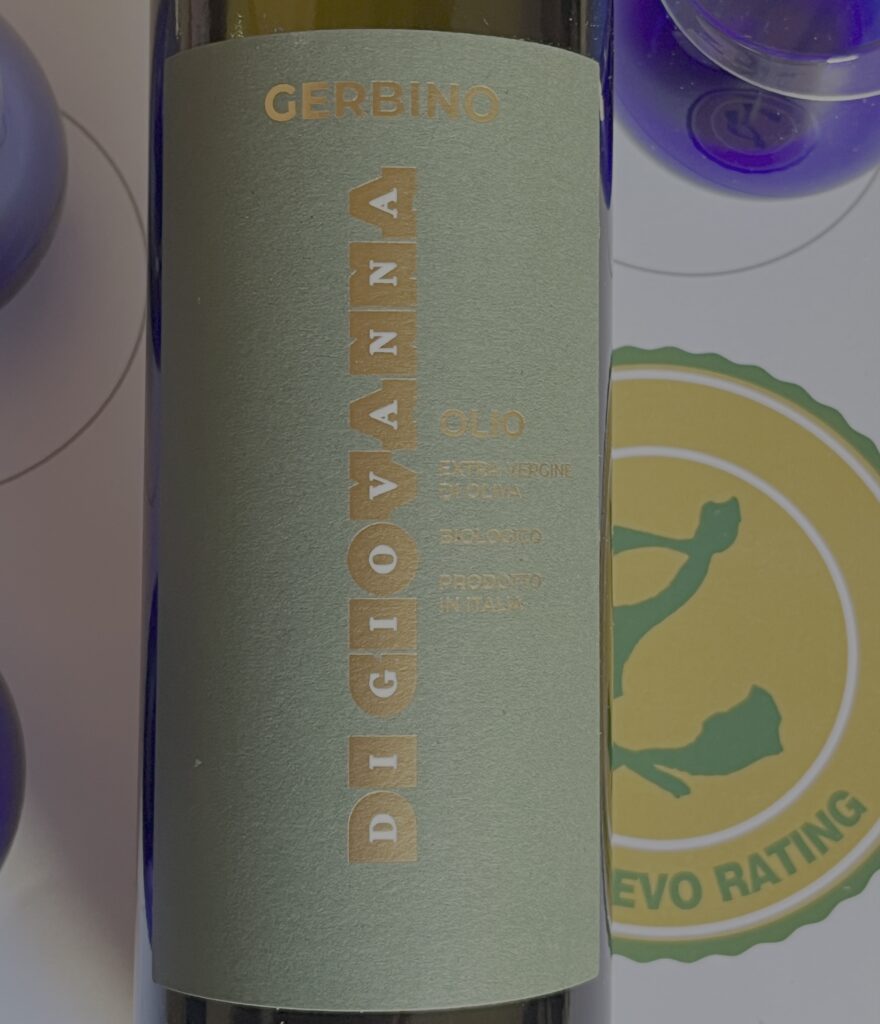 GERBINO
DI GIOVANNA
OLIO
EXTRA VERGINE
DI OLIVA
BIOLOGICO
PRODOTTO
IN ITALIA
EVO RATING